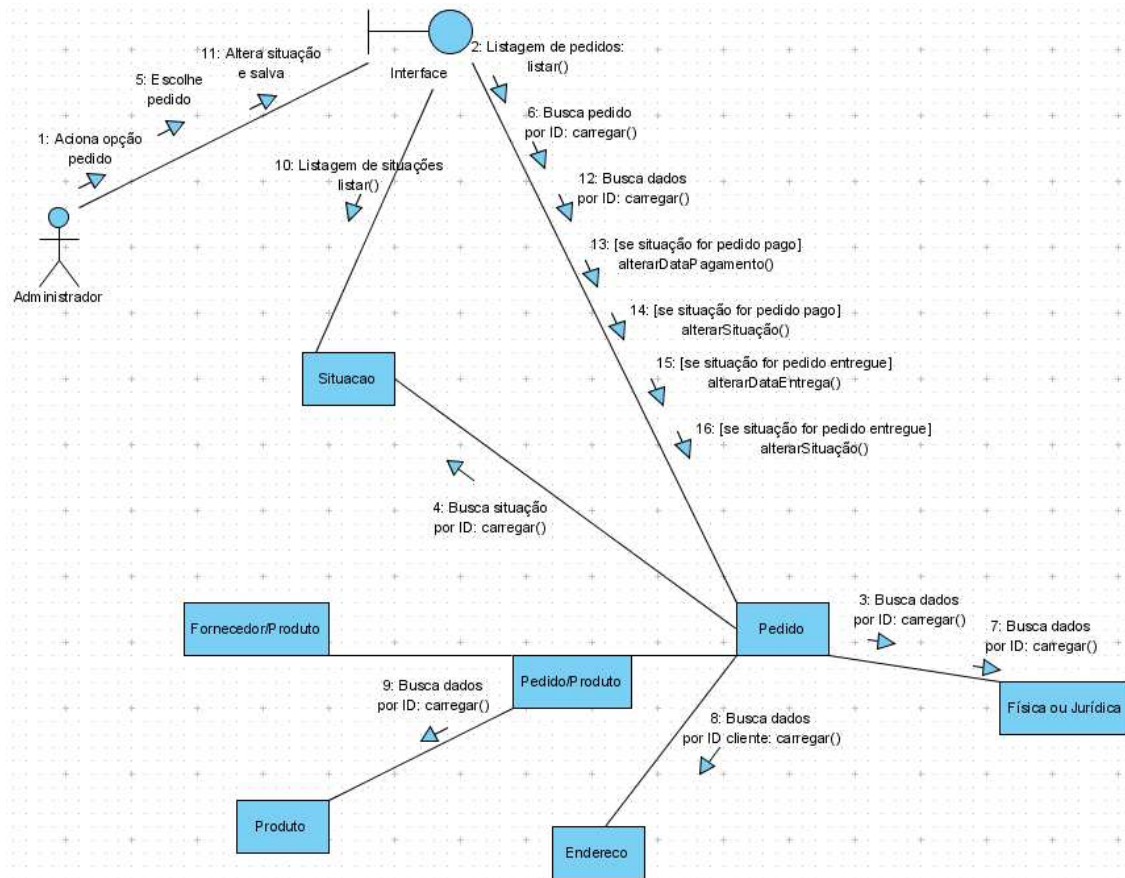 11: Altera situação
e salva
2: Listagem de pedidos:
listar()
5: Escolhe
pedido
Interface
1: Aciona opção
pedido
6: Busca pedido
por ID: carregar()
10: Listagem de situações
listar()
12: Busca dados
por ID: carregar()
13: [se situação for pedido pago]
alterarDataPagamento()
Administrador
14: [se situação for pedido pago]
alterarSituação()
15: [se situação for pedido entregue]
alterarDataEntrega()
Situacao
16: [se situação for pedido entregue]
alterarSituação()
4: Busca situação
por ID: carregar()
Fornecedor/Produto
Pedido
3: Busca dados
por ID: carregar()
7: Busca dados
por ID: carregar()
Pedido/Produto
9: Busca dados
por ID: carregar()
Física ou Jurídica
8: Busca dados
por ID cliente: carregar()
Produto
Endereco